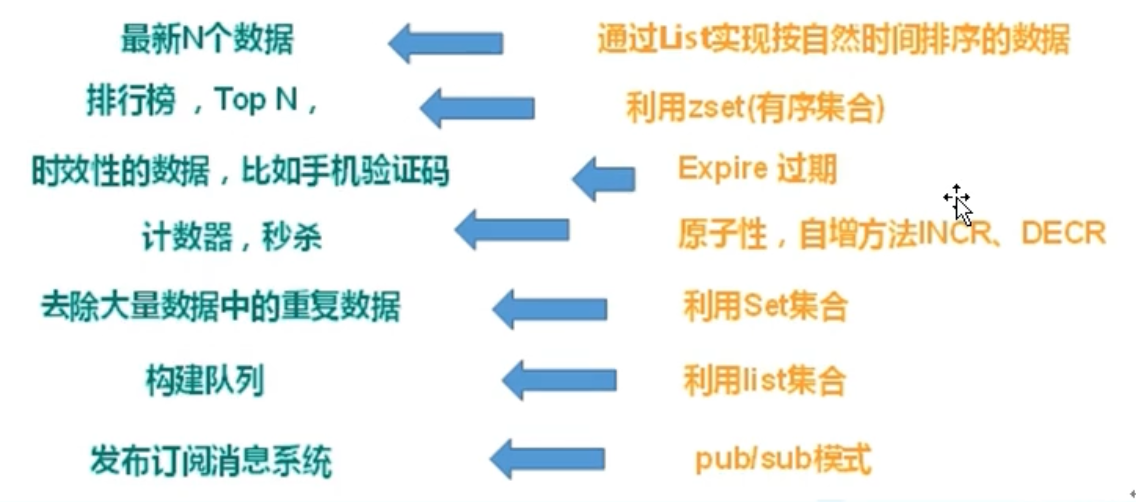 最新N个数据 通过List实现按自然时间排序的数据
排行榜，Top N， 利用zset(有序集合)
时效性的数据，比如手机验证码 Expire 过期
计数器，秒杀 原子性，自增方法INCR、DECR
去除大量数据中的重复数据 利用Set集合
构建队列 利用list集合
发布订阅消息系统 pub/sub模式